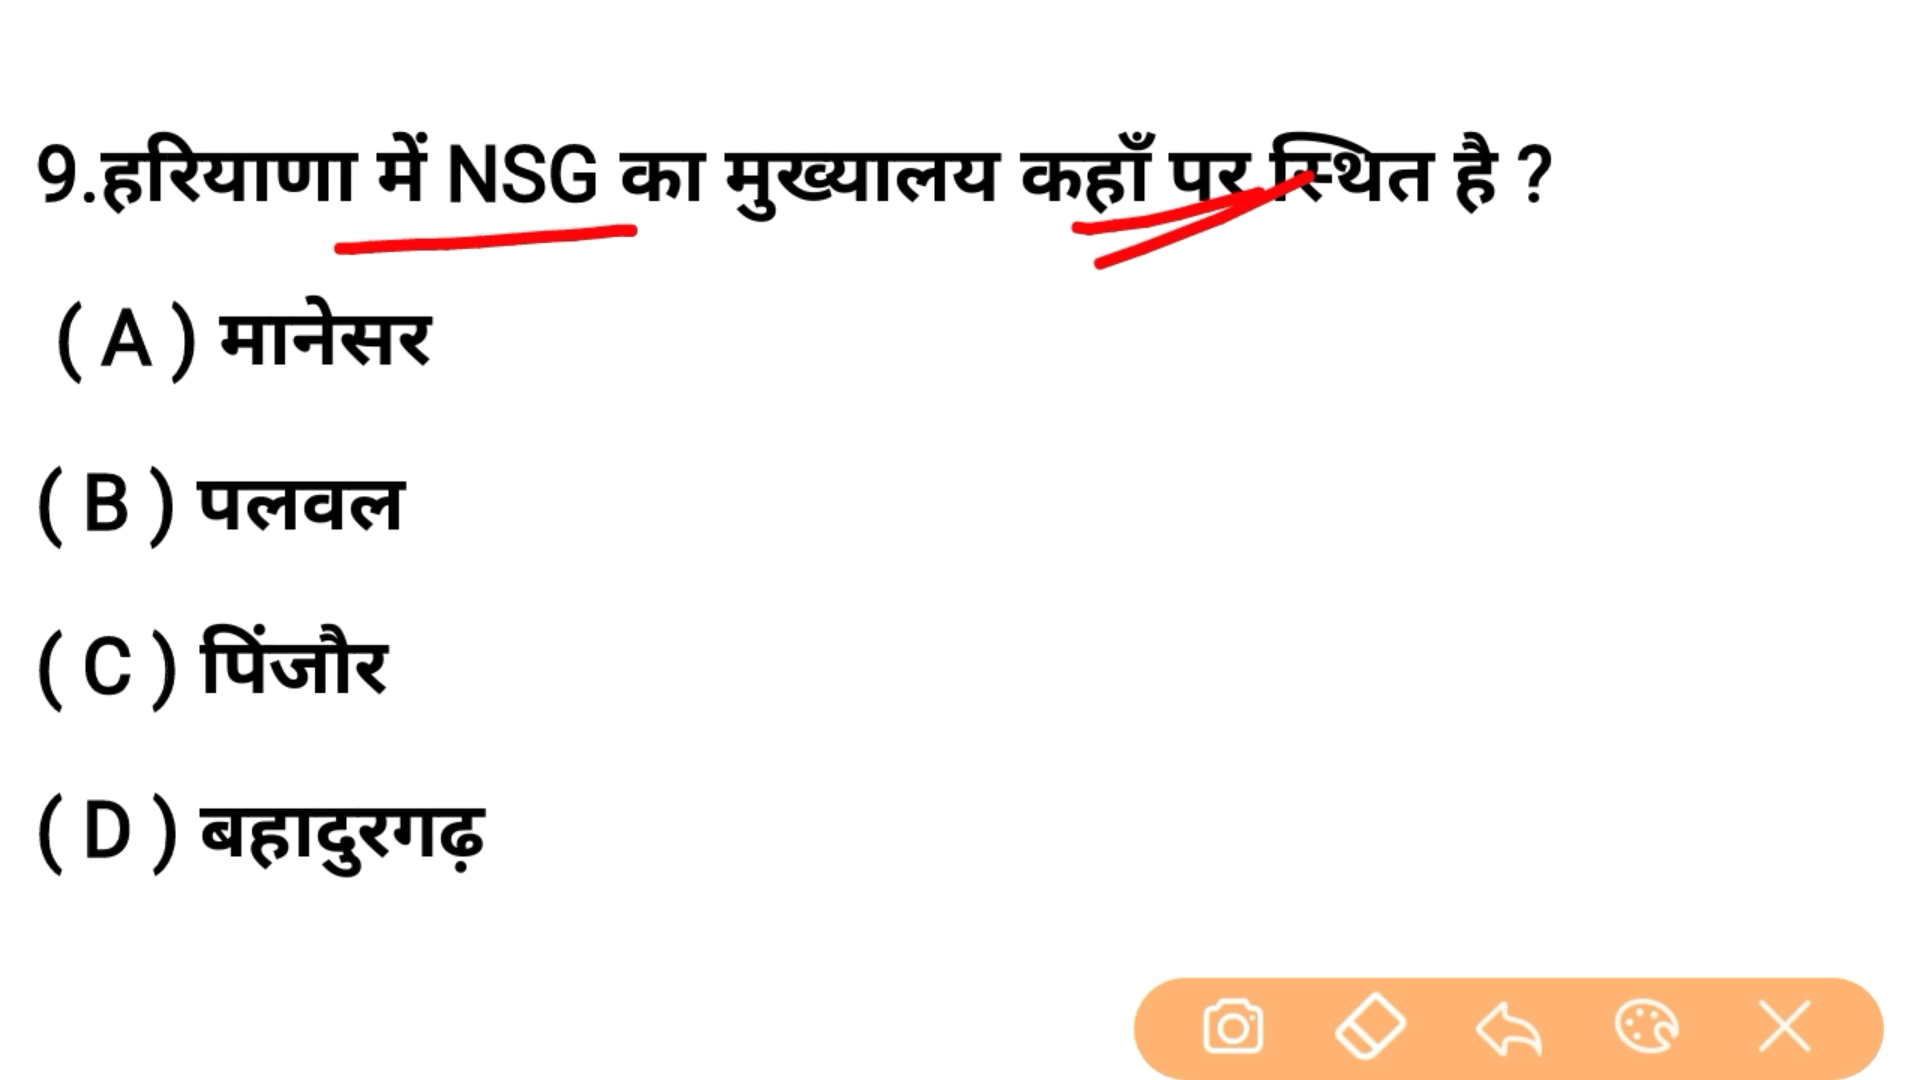 9.हरियाणा में NSG का मुख्यालय कहाँ पर स्थित है ?
( A ) मानेसर
( B ) पलवल
( C ) पिंजौर
( D ) बहादुरगढ़